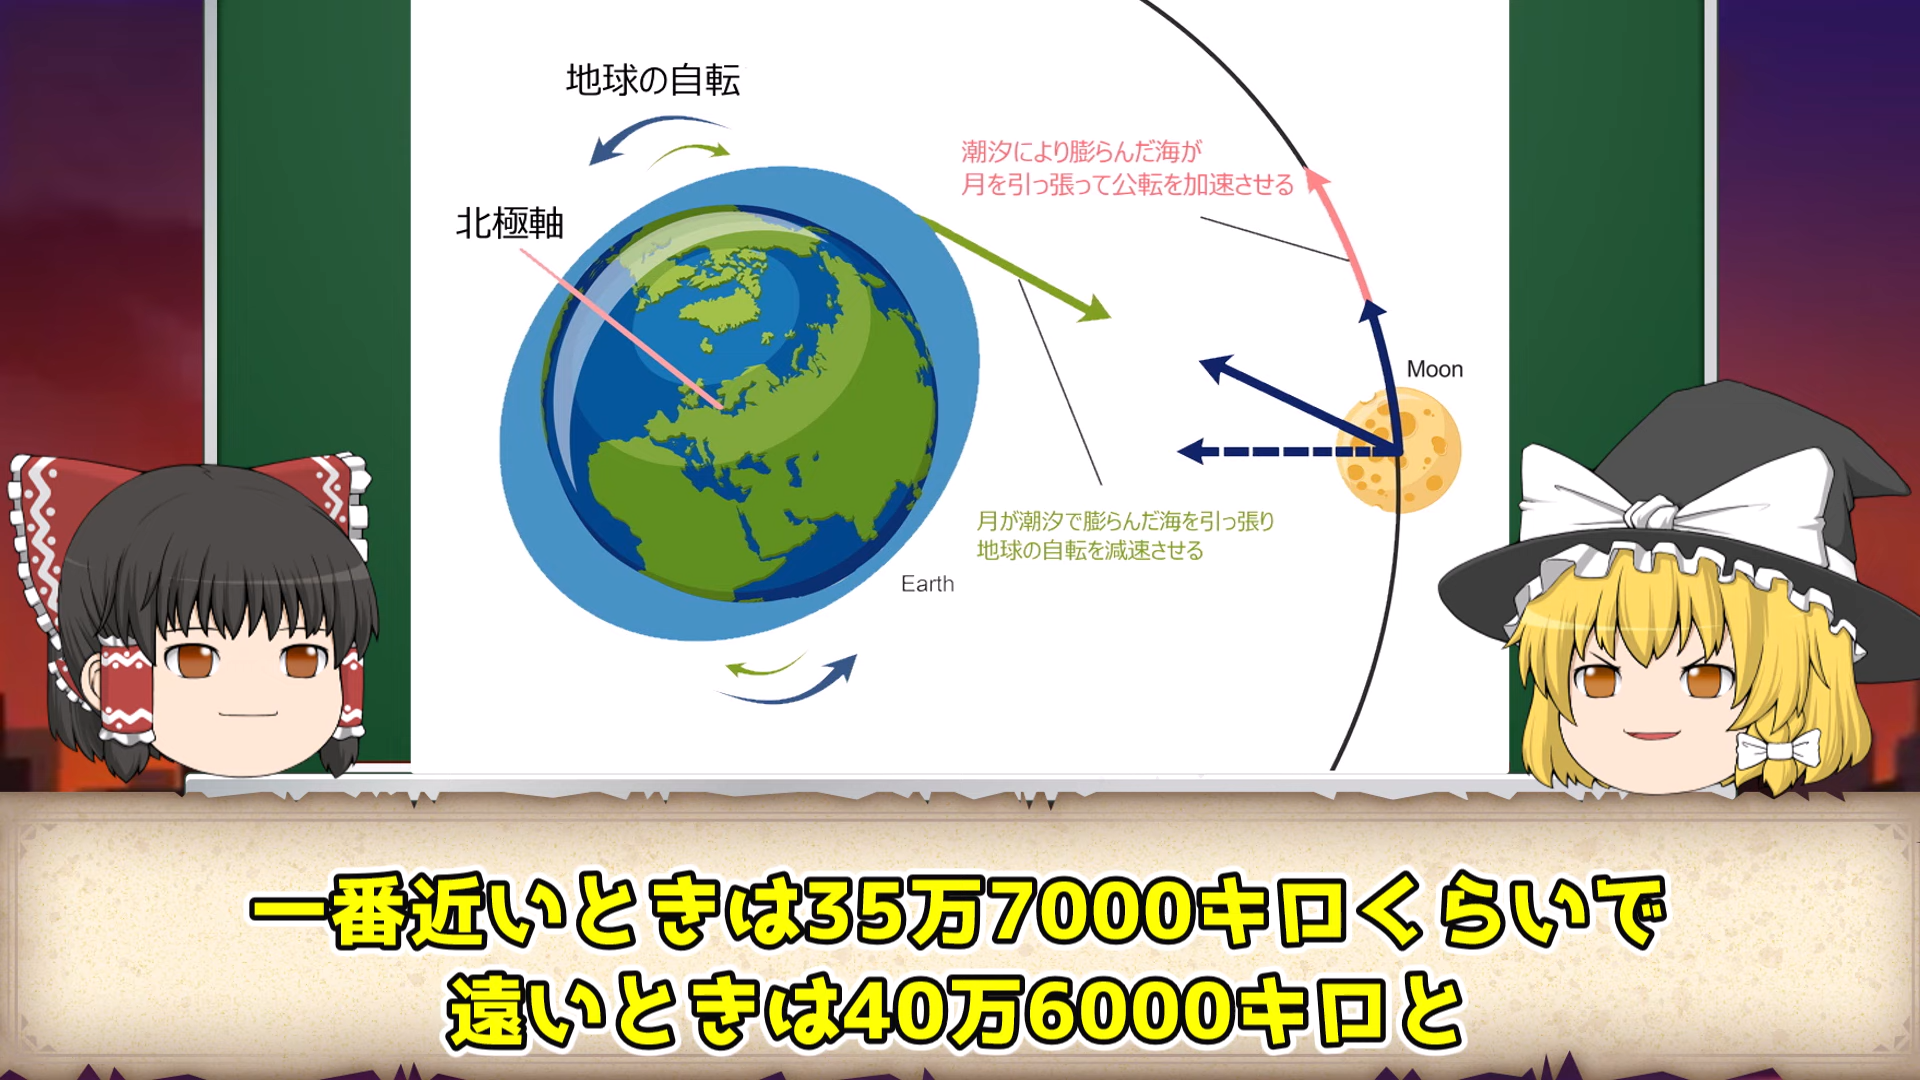 地球の自転
北極軸
潮汐により膨らんだ海が
月を引っ張って公転を加速させる
Moon
月が潮汐で膨らんだ海を引っ張り
地球の自転を減速させる
Earth
一番近いときは35万7000キロくらいで
遠いときは40万6000キロと